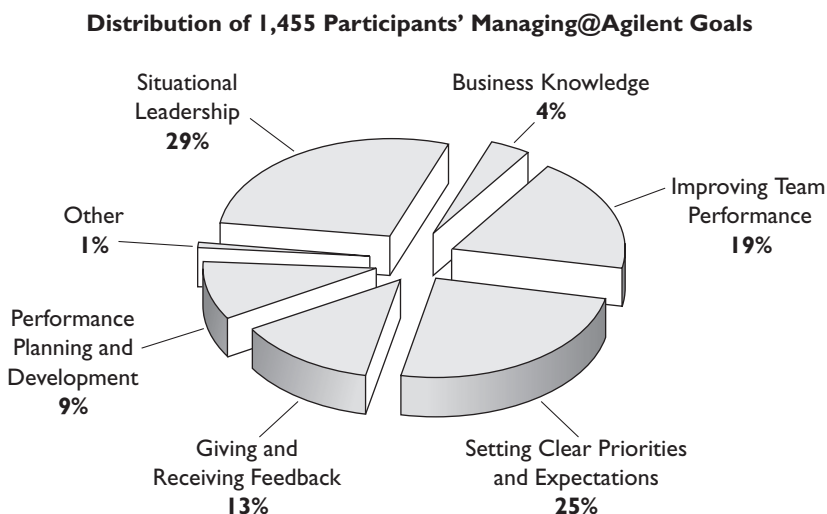 Distribution of 1,455 Participants’ Managing@Agilent Goals
Situational
Leadership
29%
Business Knowledge
4%
Improving Team
Performance
19%
Other
1%
Performance
Planning and
Development
9%
Giving and
Receiving Feedback
13%
Setting Clear Priorities
and Expectations
25%